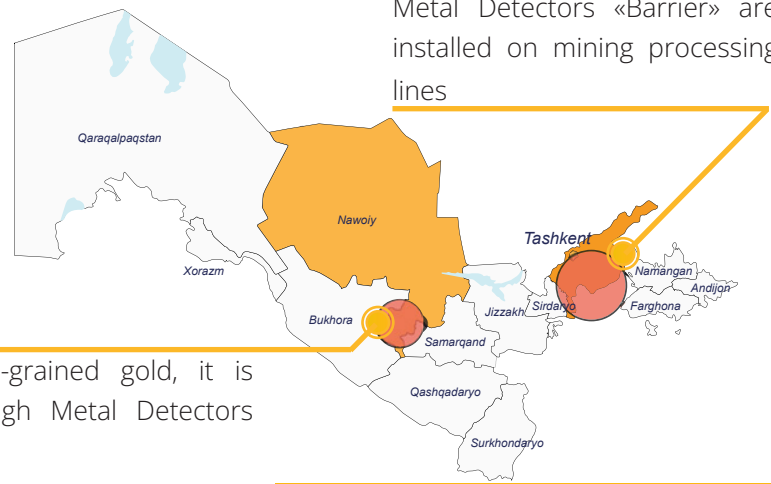 Metal Detectors «Barrier» are
installed on mining processing
lines
Qaraqalpaqstan
Nawoiy
Tashkent
Xorazm
Namangan
Andijon
Bukhora
Jizzakh
Sirdaryo
Farghona
Samarqand
-grained gold, it is
gh Metal Detectors
Qashqadaryo
Surkhondaryo